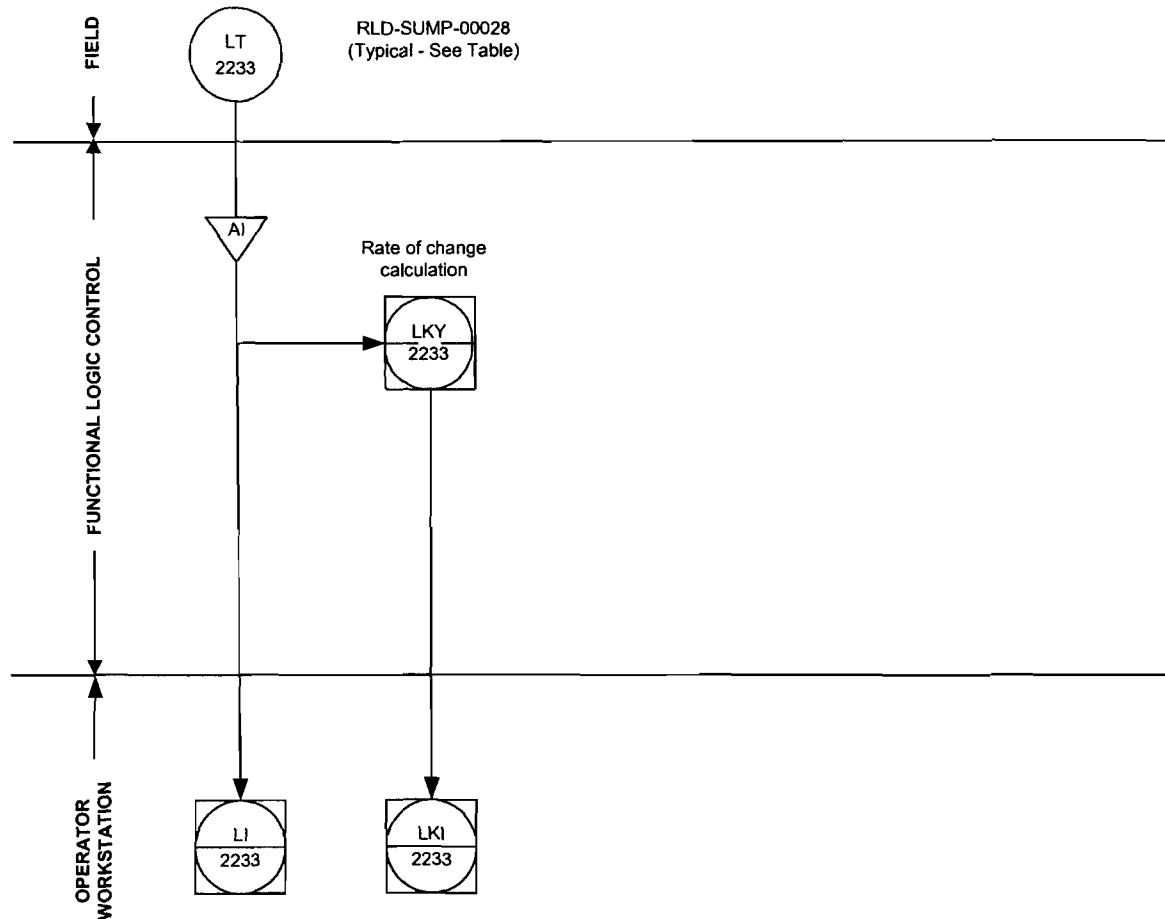 FIELD
LT
2233
RLD-SUMP-00028
(Typical - See Table)
FUNCTIONAL LOGIC CONTROL
AI
Rate of change
calculation
LKY
2233
OPERATOR
WORKSTATION
LI
2233
LKI
2233